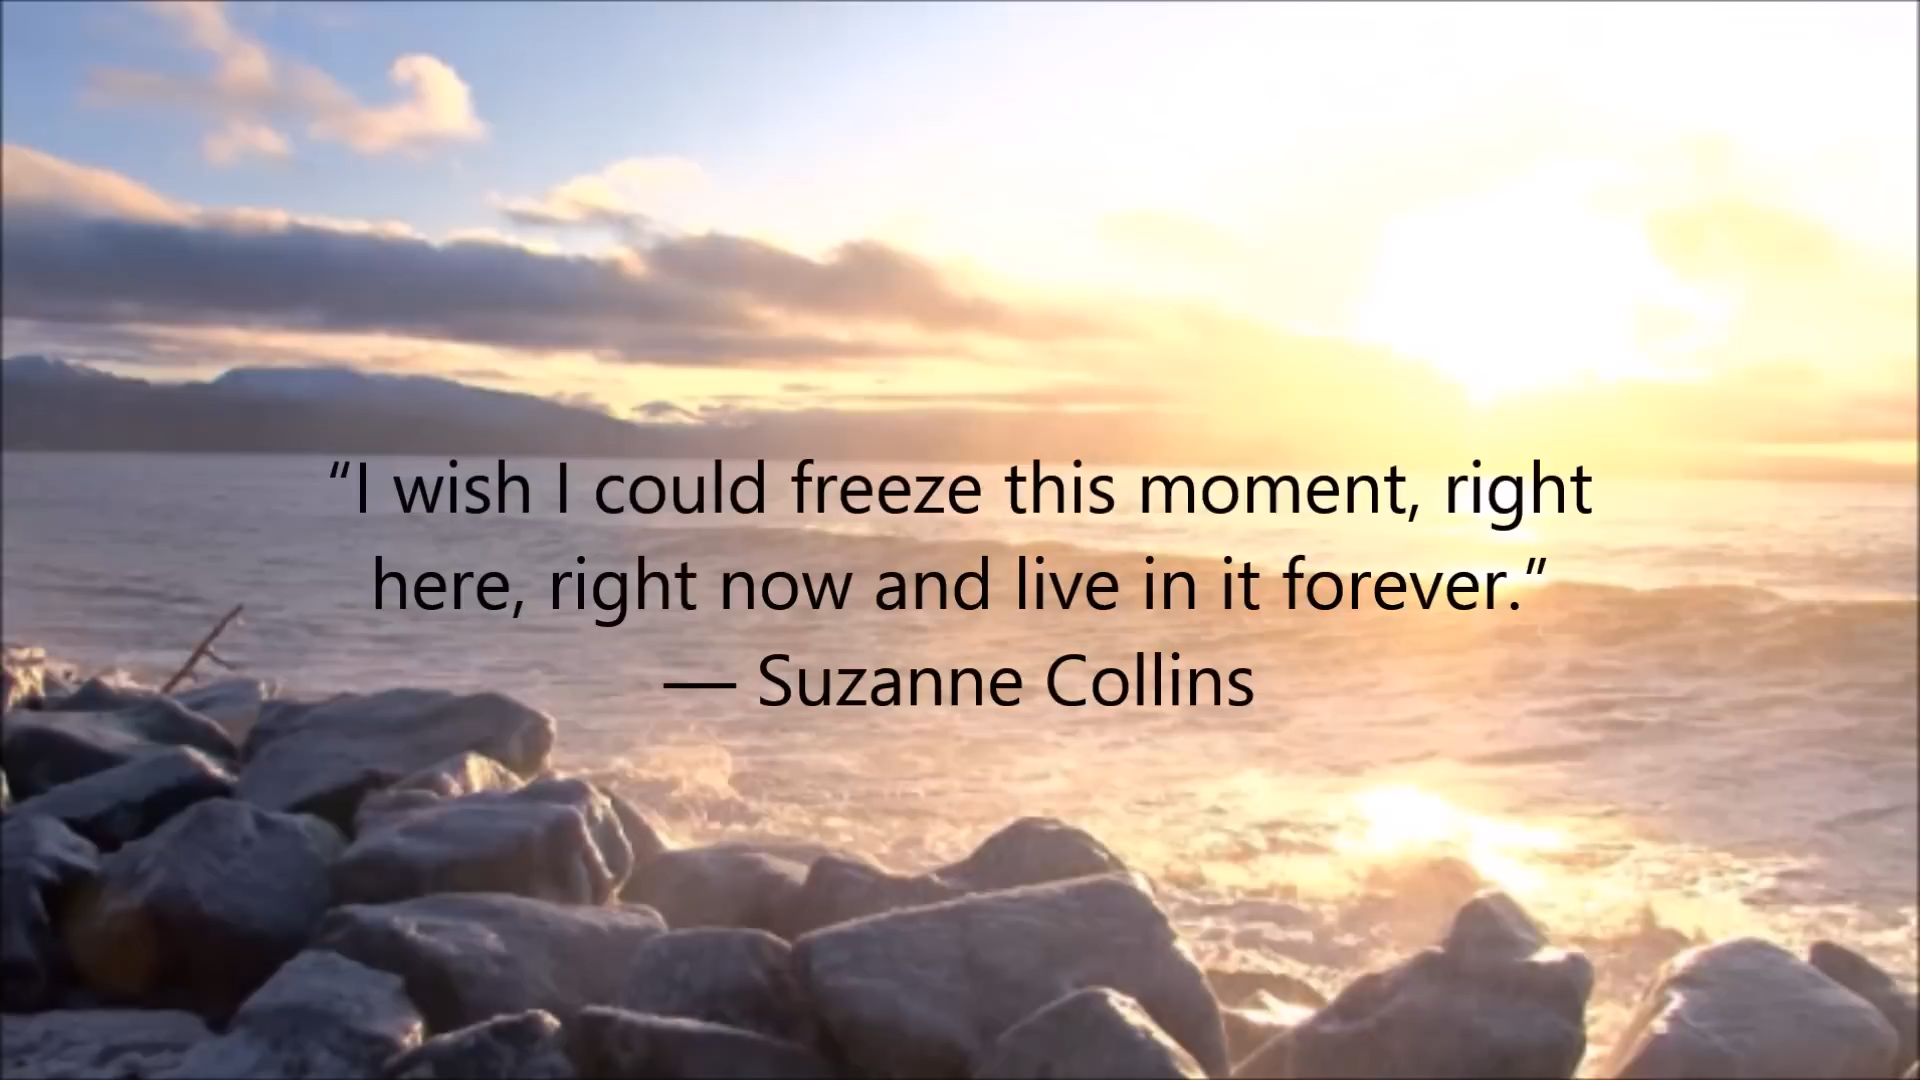 “I wish I could freeze this moment, right
here, right now and live in it forever.”
— Suzanne Collins